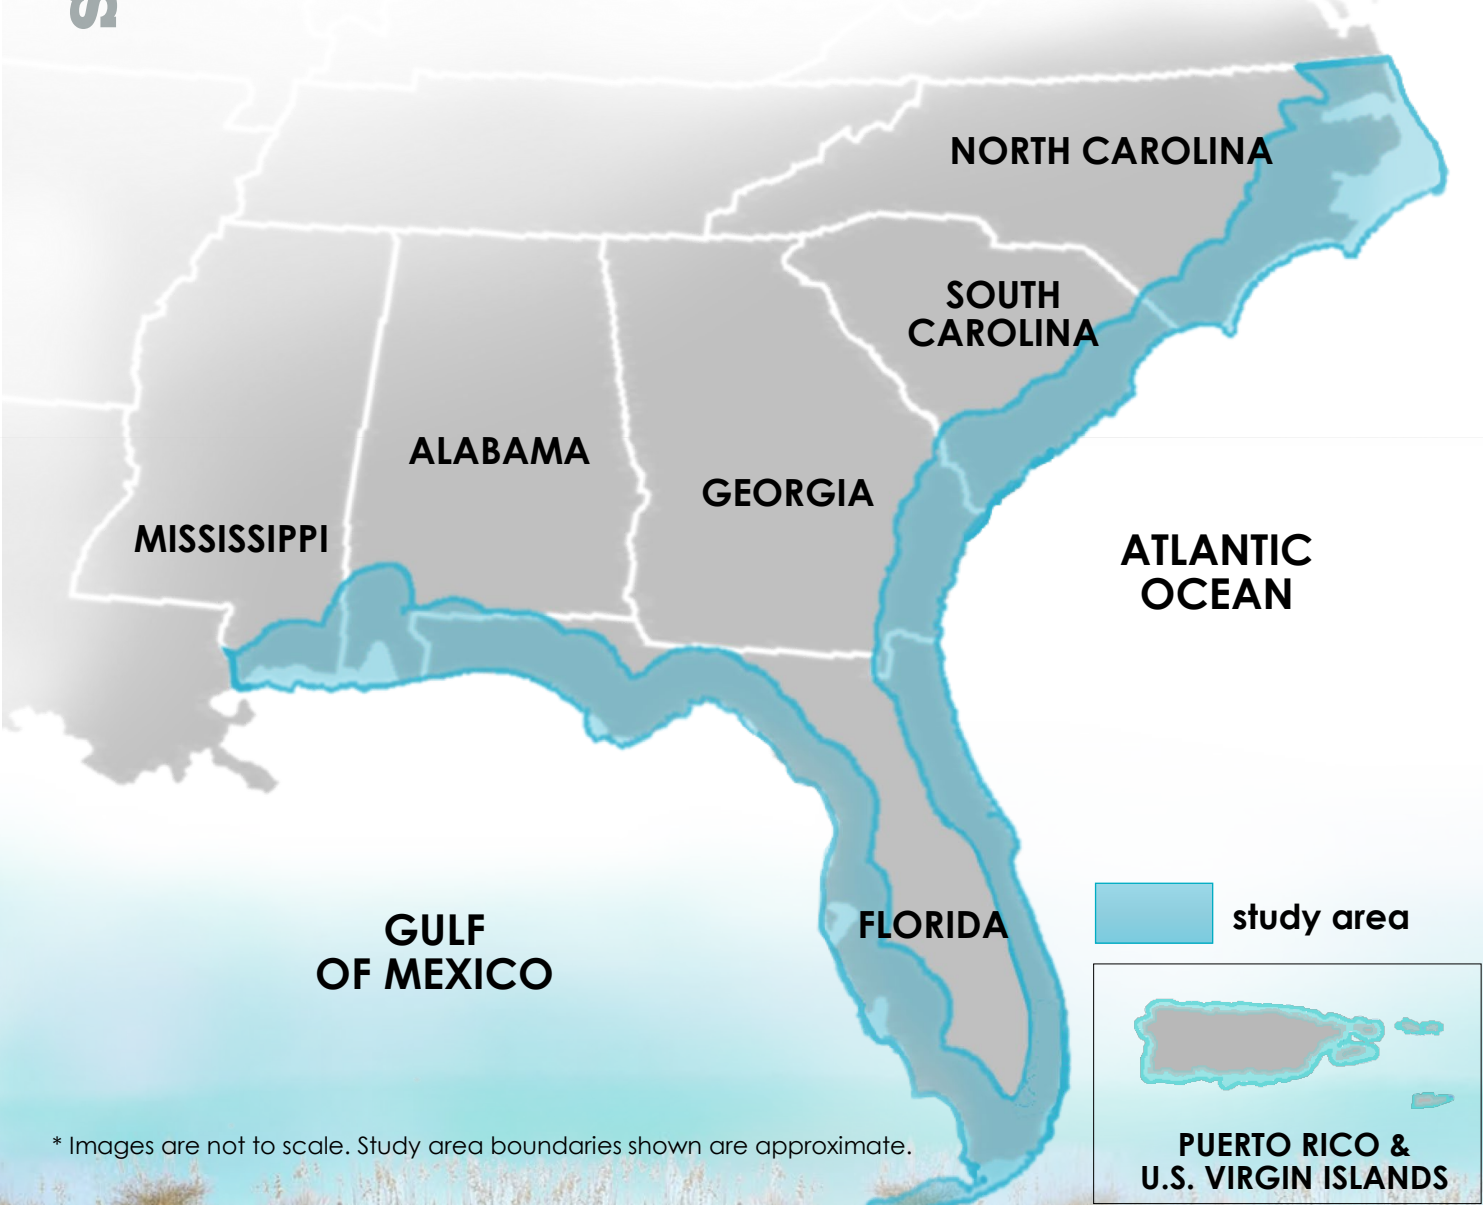 S
NORTH CAROLINA
SOUTH
CAROLINA
ALABAMA
GEORGIA
MISSISSIPPI
ATLANTIC
OCEAN
FLORIDA
study area
GULF
OF MEXICO
* Images are not to scale. Study area boundaries shown are approximate.
PUERTO RICO &
U.S. VIRGIN ISLANDS